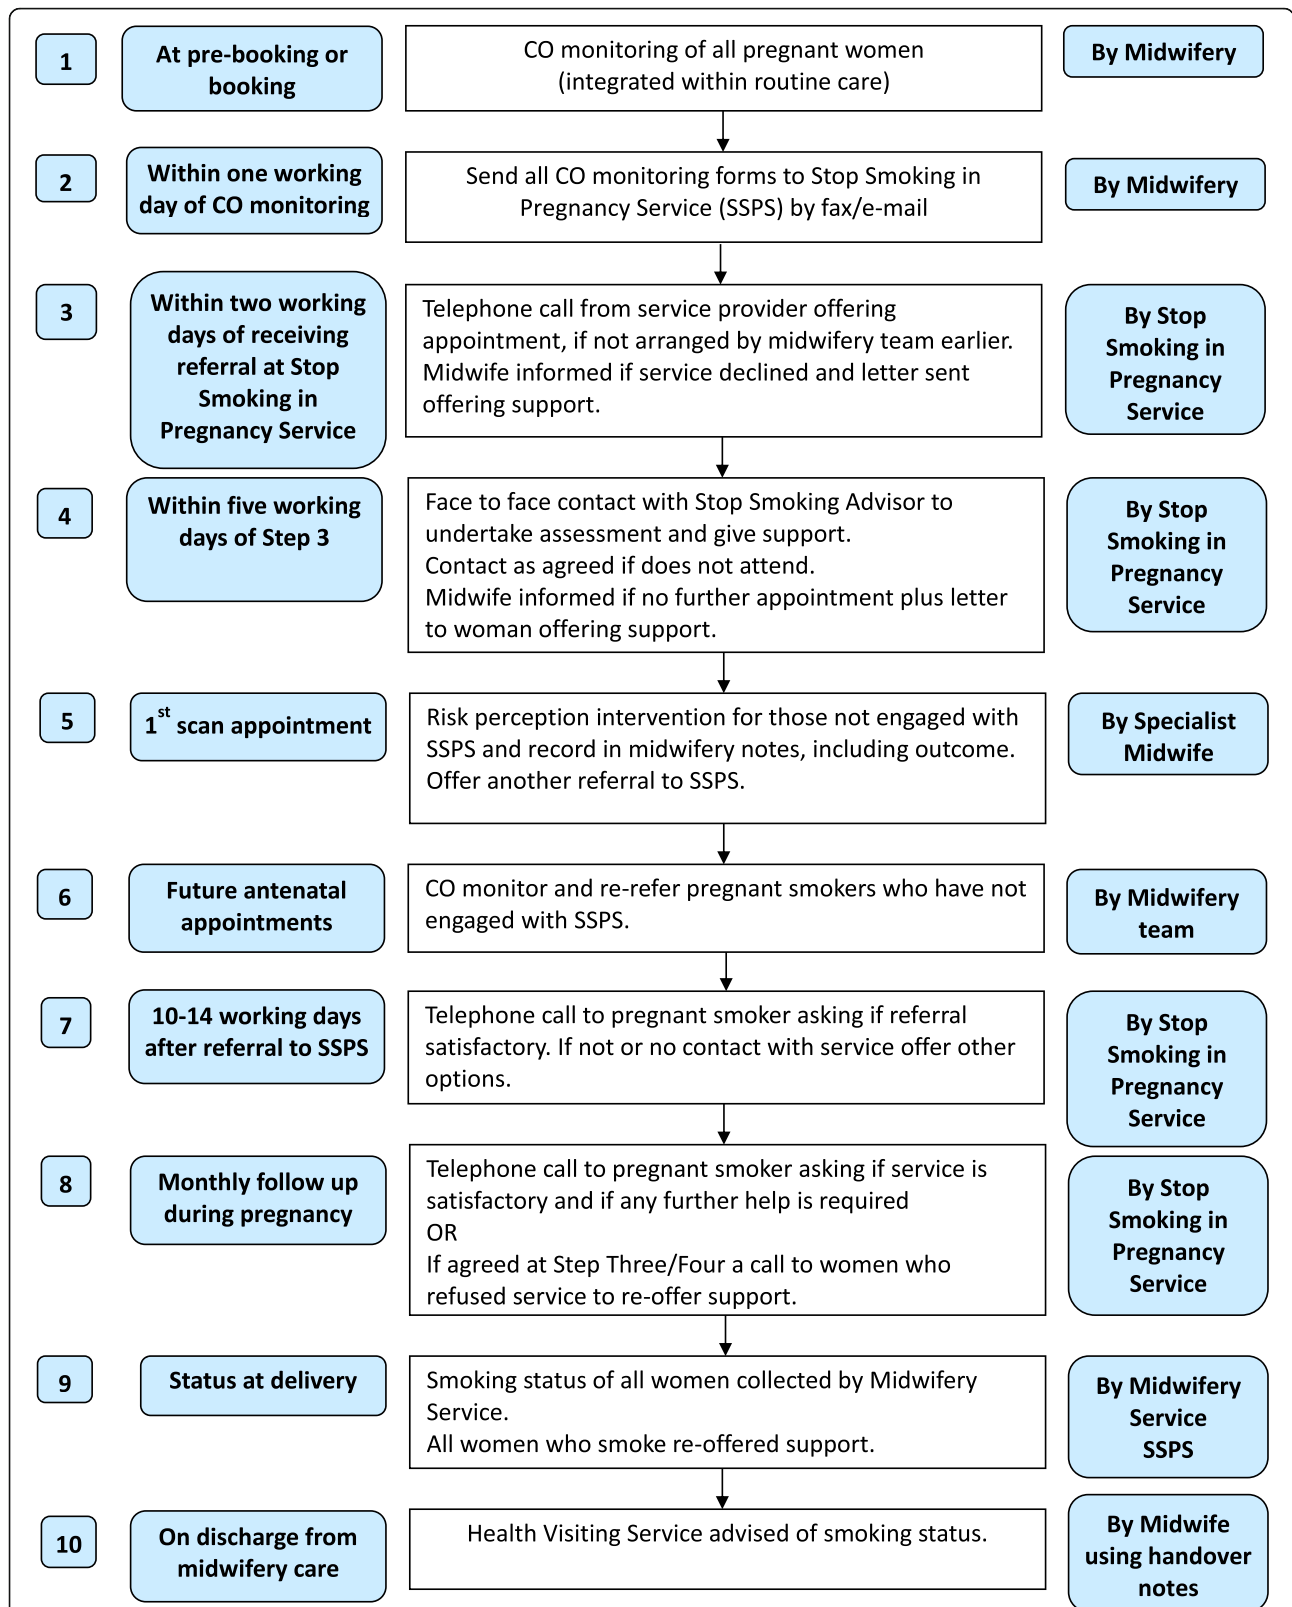 1
At pre-booking or
booking
CO monitoring of all pregnant women
(integrated within routine care)
By Midwifery
2
Within one working
day of CO monitoring
Send all CO monitoring forms to Stop Smoking in
Pregnancy Service (SSPS) by fax/e-mail
By Midwifery
3
Within two working
days of receiving
referral at Stop
Smoking in
Pregnancy Service
Telephone call from service provider offering
appointment, if not arranged by midwifery team earlier.
Midwife informed if service declined and letter sent
offering support.
By Stop
Smoking in
Pregnancy
Service
4
Within five working
days of Step 3
Face to face contact with Stop Smoking Advisor to
undertake assessment and give support.
Contact as agreed if does not attend.
Midwife informed if no further appointment plus letter
to woman offering support.
By Stop
Smoking in
Pregnancy
Service
5
1st scan appointment
Risk perception intervention for those not engaged with
SSPS and record in midwifery notes, including outcome.
Offer another referral to SSPS.
By Specialist
Midwife
6
Future antenatal
appointments
CO monitor and re-refer pregnant smokers who have not
engaged with SSPS.
By Midwifery
team
7
10-14 working days
after referral to SSPS
Telephone call to pregnant smoker asking if referral
satisfactory. If not or no contact with service offer other
options.
By Stop
Smoking in
Pregnancy
Service
8
Monthly follow up
during pregnancy
Telephone call to pregnant smoker asking if service is
satisfactory and if any further help is required
OR
If agreed at Step Three/Four a call to women who
refused service to re-offer support.
By Stop
Smoking in
Pregnancy
Service
9
Status at delivery
Smoking status of all women collected by Midwifery
Service.
All women who smoke re-offered support.
By Midwifery
Service
SSPS
10
On discharge from
midwifery care
Health Visiting Service advised of smoking status.
By Midwife
using handover
notes